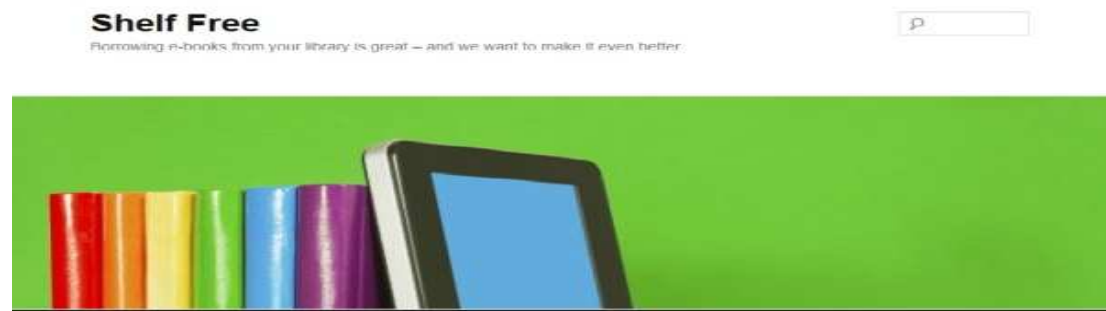 Shelf Free
Borrowing e-books from your library is great – and we want to make it even better